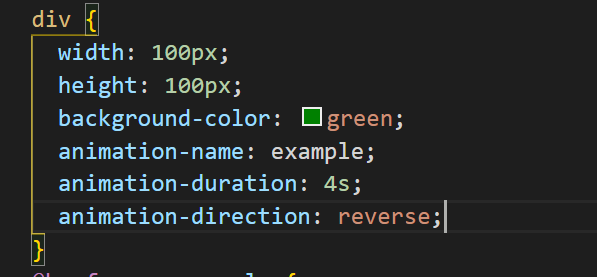 div {
width: 100px;
height: 100px;
background-color: green;
animation-name: example;
animation-duration: 4s;
animation-direction: reverse;
}